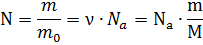 N = m/m₀ = ν · Nₐ = Nₐ · m/M